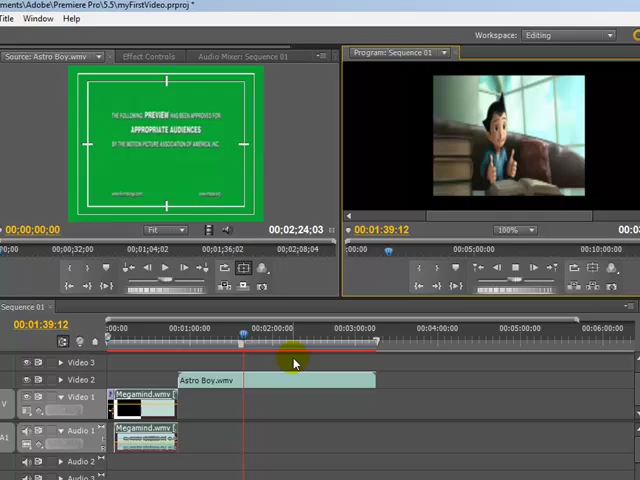 ments\Adobe\Premiere Pro\5.5\myFirstVideo.prproj *
Title Window Help
Workspace: Editing
Source: Astro Boy.wmv Effect Controls Audio Mixer: Sequence 01
Program: Sequence 01
THE FOLLOWING PREVIEW HAS BEEN APPROVED FOR
APPROPRIATE AUDIENCES
BY THE MOTION PICTURE ASSOCIATION OF AMERICA, INC.
00;00;00;00 Fit 00;02;24;03
00;01;39;12 100% 00;03
;00 00;00;32;00 00;01;04;02 00;01;36;02 00;02;08;04
00;00 00;05;00;00 00;10;00;00
Sequence 01
00;01;39;12
;00;00 00;01;00;00 00;02;00;00 00;03;00;00 00;04;00;00 00;05;00;00 00;06;00;00
Video 3
Video 2 Astro Boy.wmv
V Video 1 Megamind.wmv [
A1 Audio 1 Megamind.wmv [
Audio 2
Audio 3